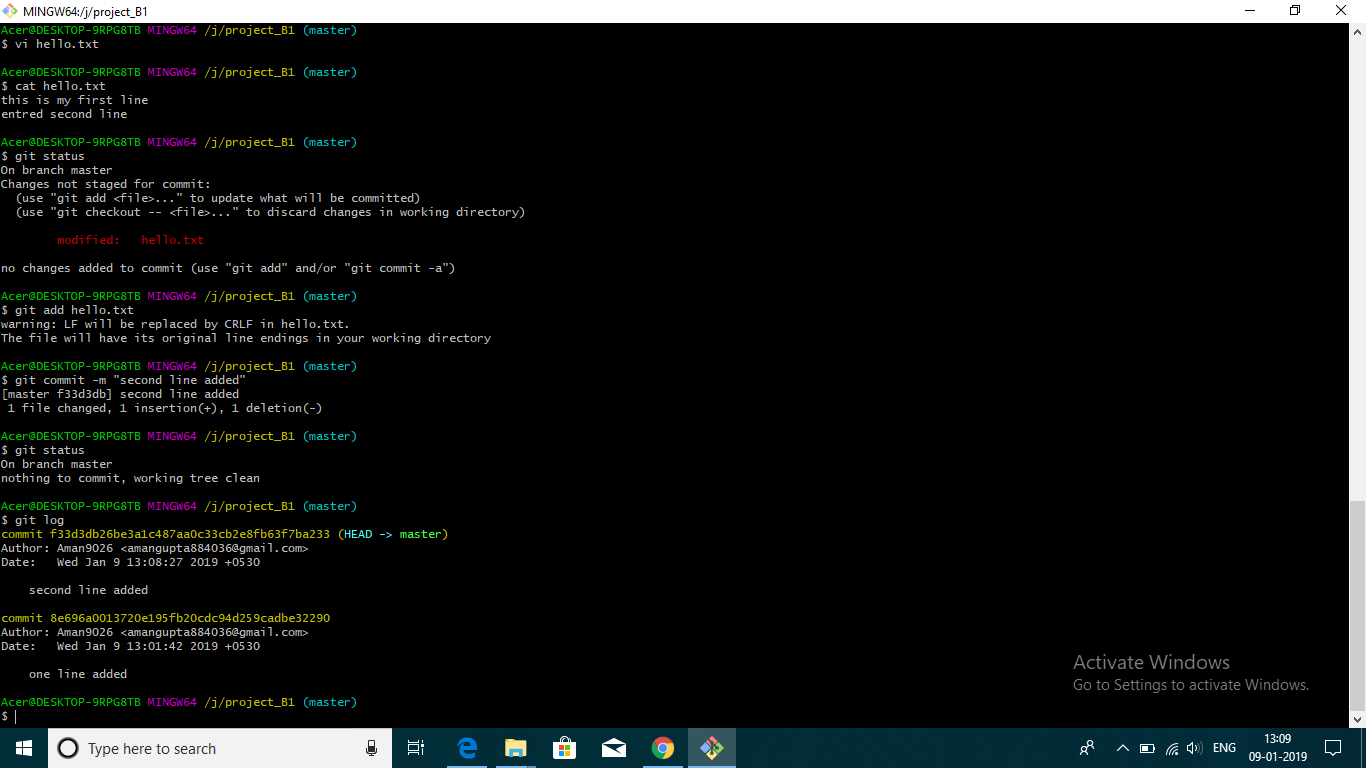 MINGW64:/j/project_B1
Acer@DESKTOP-9RPG8TB MINGW64 /j/project_B1 (master)
$ vi hello.txt
Acer@DESKTOP-9RPG8TB MINGW64 /j/project_B1 (master)
$ cat hello.txt
this is my first line
entred second line
Acer@DESKTOP-9RPG8TB MINGW64 /j/project_B1 (master)
$ git status
On branch master
Changes not staged for commit:
  (use "git add <file>..." to update what will be committed)
  (use "git checkout -- <file>..." to discard changes in working directory)
        modified:   hello.txt
no changes added to commit (use "git add" and/or "git commit -a")
Acer@DESKTOP-9RPG8TB MINGW64 /j/project_B1 (master)
$ git add hello.txt
warning: LF will be replaced by CRLF in hello.txt.
The file will have its original line endings in your working directory
Acer@DESKTOP-9RPG8TB MINGW64 /j/project_B1 (master)
$ git commit -m "second line added"
[master f33d3db] second line added
 1 file changed, 1 insertion(+), 1 deletion(-)
Acer@DESKTOP-9RPG8TB MINGW64 /j/project_B1 (master)
$ git status
On branch master
nothing to commit, working tree clean
Acer@DESKTOP-9RPG8TB MINGW64 /j/project_B1 (master)
$ git log
commit f33d3db26be3a1c487aa0c33cb2e8fb63f7ba233 (HEAD -> master)
Author: Aman9026 <amangupta884036@gmail.com>
Date:   Wed Jan 9 13:08:27 2019 +0530
    second line added
commit 8e696a0013720e195fb20cdc94d259cadbe32290
Author: Aman9026 <amangupta884036@gmail.com>
Date:   Wed Jan 9 13:01:42 2019 +0530
    one line added
Acer@DESKTOP-9RPG8TB MINGW64 /j/project_B1 (master)
$
Activate Windows
Go to Settings to activate Windows.
Type here to search
ENG
13:09
09-01-2019